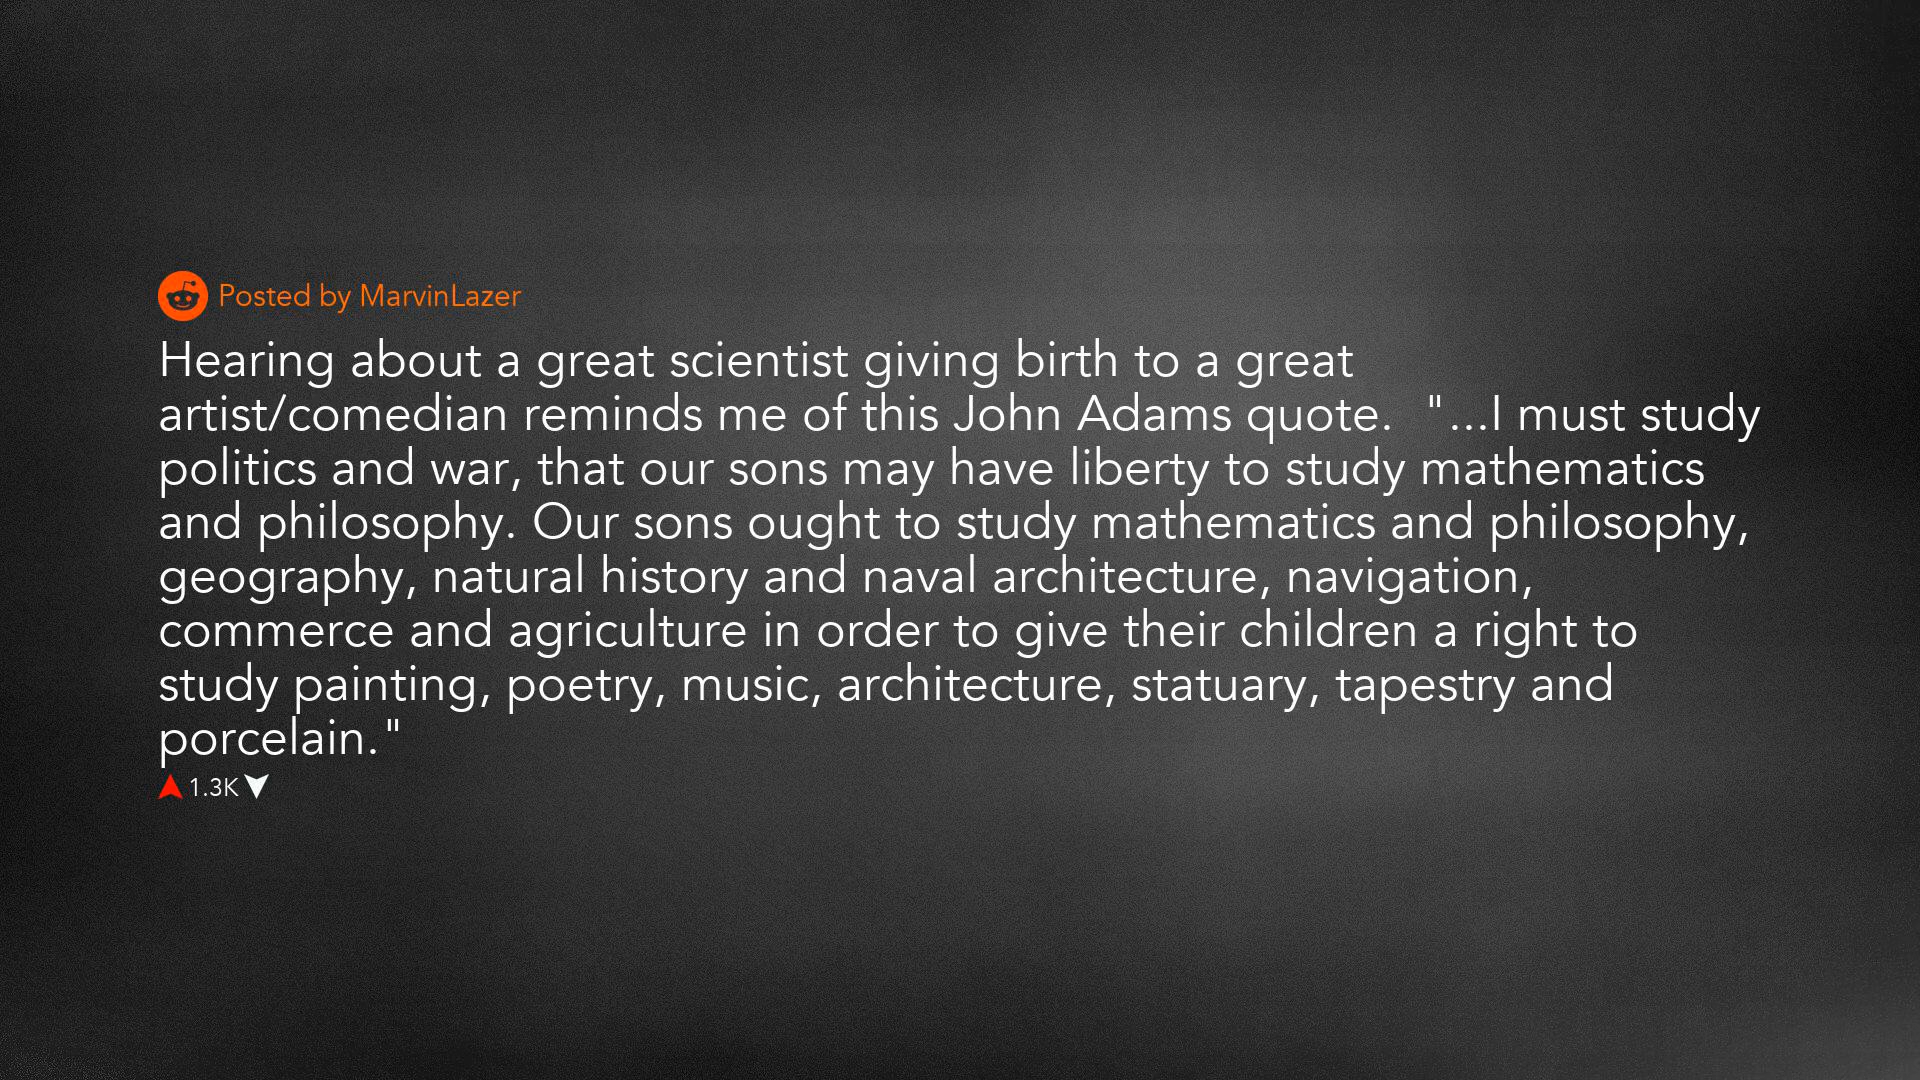 Posted by MarvinLazer
Hearing about a great scientist giving birth to a great
artist/comedian reminds me of this John Adams quote.  "...I must study
politics and war, that our sons may have liberty to study mathematics
and philosophy. Our sons ought to study mathematics and philosophy,
geography, natural history and naval architecture, navigation,
commerce and agriculture in order to give their children a right to
study painting, poetry, music, architecture, statuary, tapestry and
porcelain."
1.3K